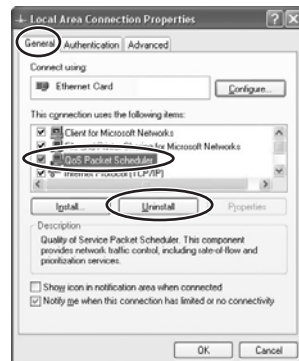 Local Area Connection Properties
General Authentication Advanced
Connect using:
Ethernet Card
Configure...
This connection uses the following items:
Client for Microsoft Networks
Microsoft Networks
QoS Packet Scheduler
Internet Protocol (TCP/IP)
Install... Uninstall Properties
Description
Quality of Service Packet Scheduler. This component
provides network traffic control, including rate-of-flow and
prioritization services.
Show icon in notification area when connected
Notify me when this connection has limited or no connectivity
OK Cancel